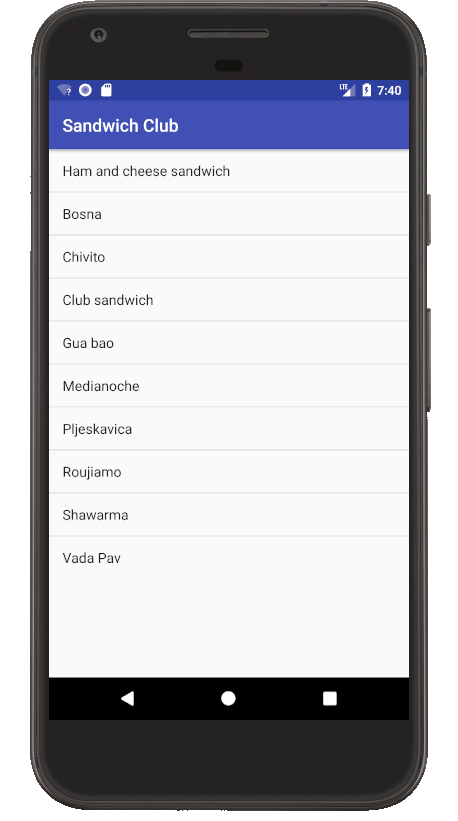 LTE 7:40
Sandwich Club
Ham and cheese sandwich
Bosna
Chivito
Club sandwich
Gua bao
Medianoche
Pljeskavica
Roujiamo
Shawarma
Vada Pav